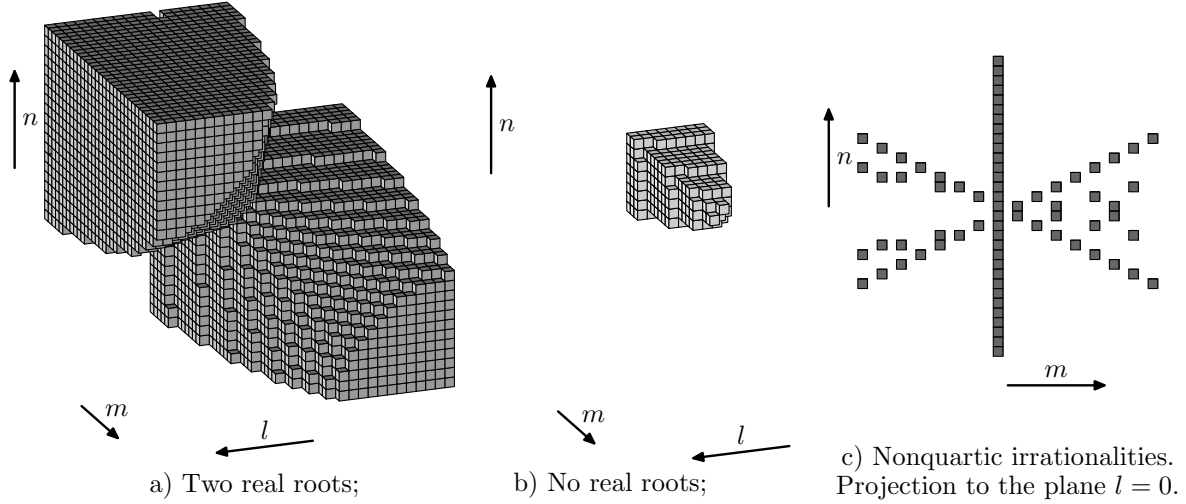 n
n
n
m
m
m
l
l
a) Two real roots;
b) No real roots;
c) Nonquartic irrationalities.
Projection to the plane l = 0.